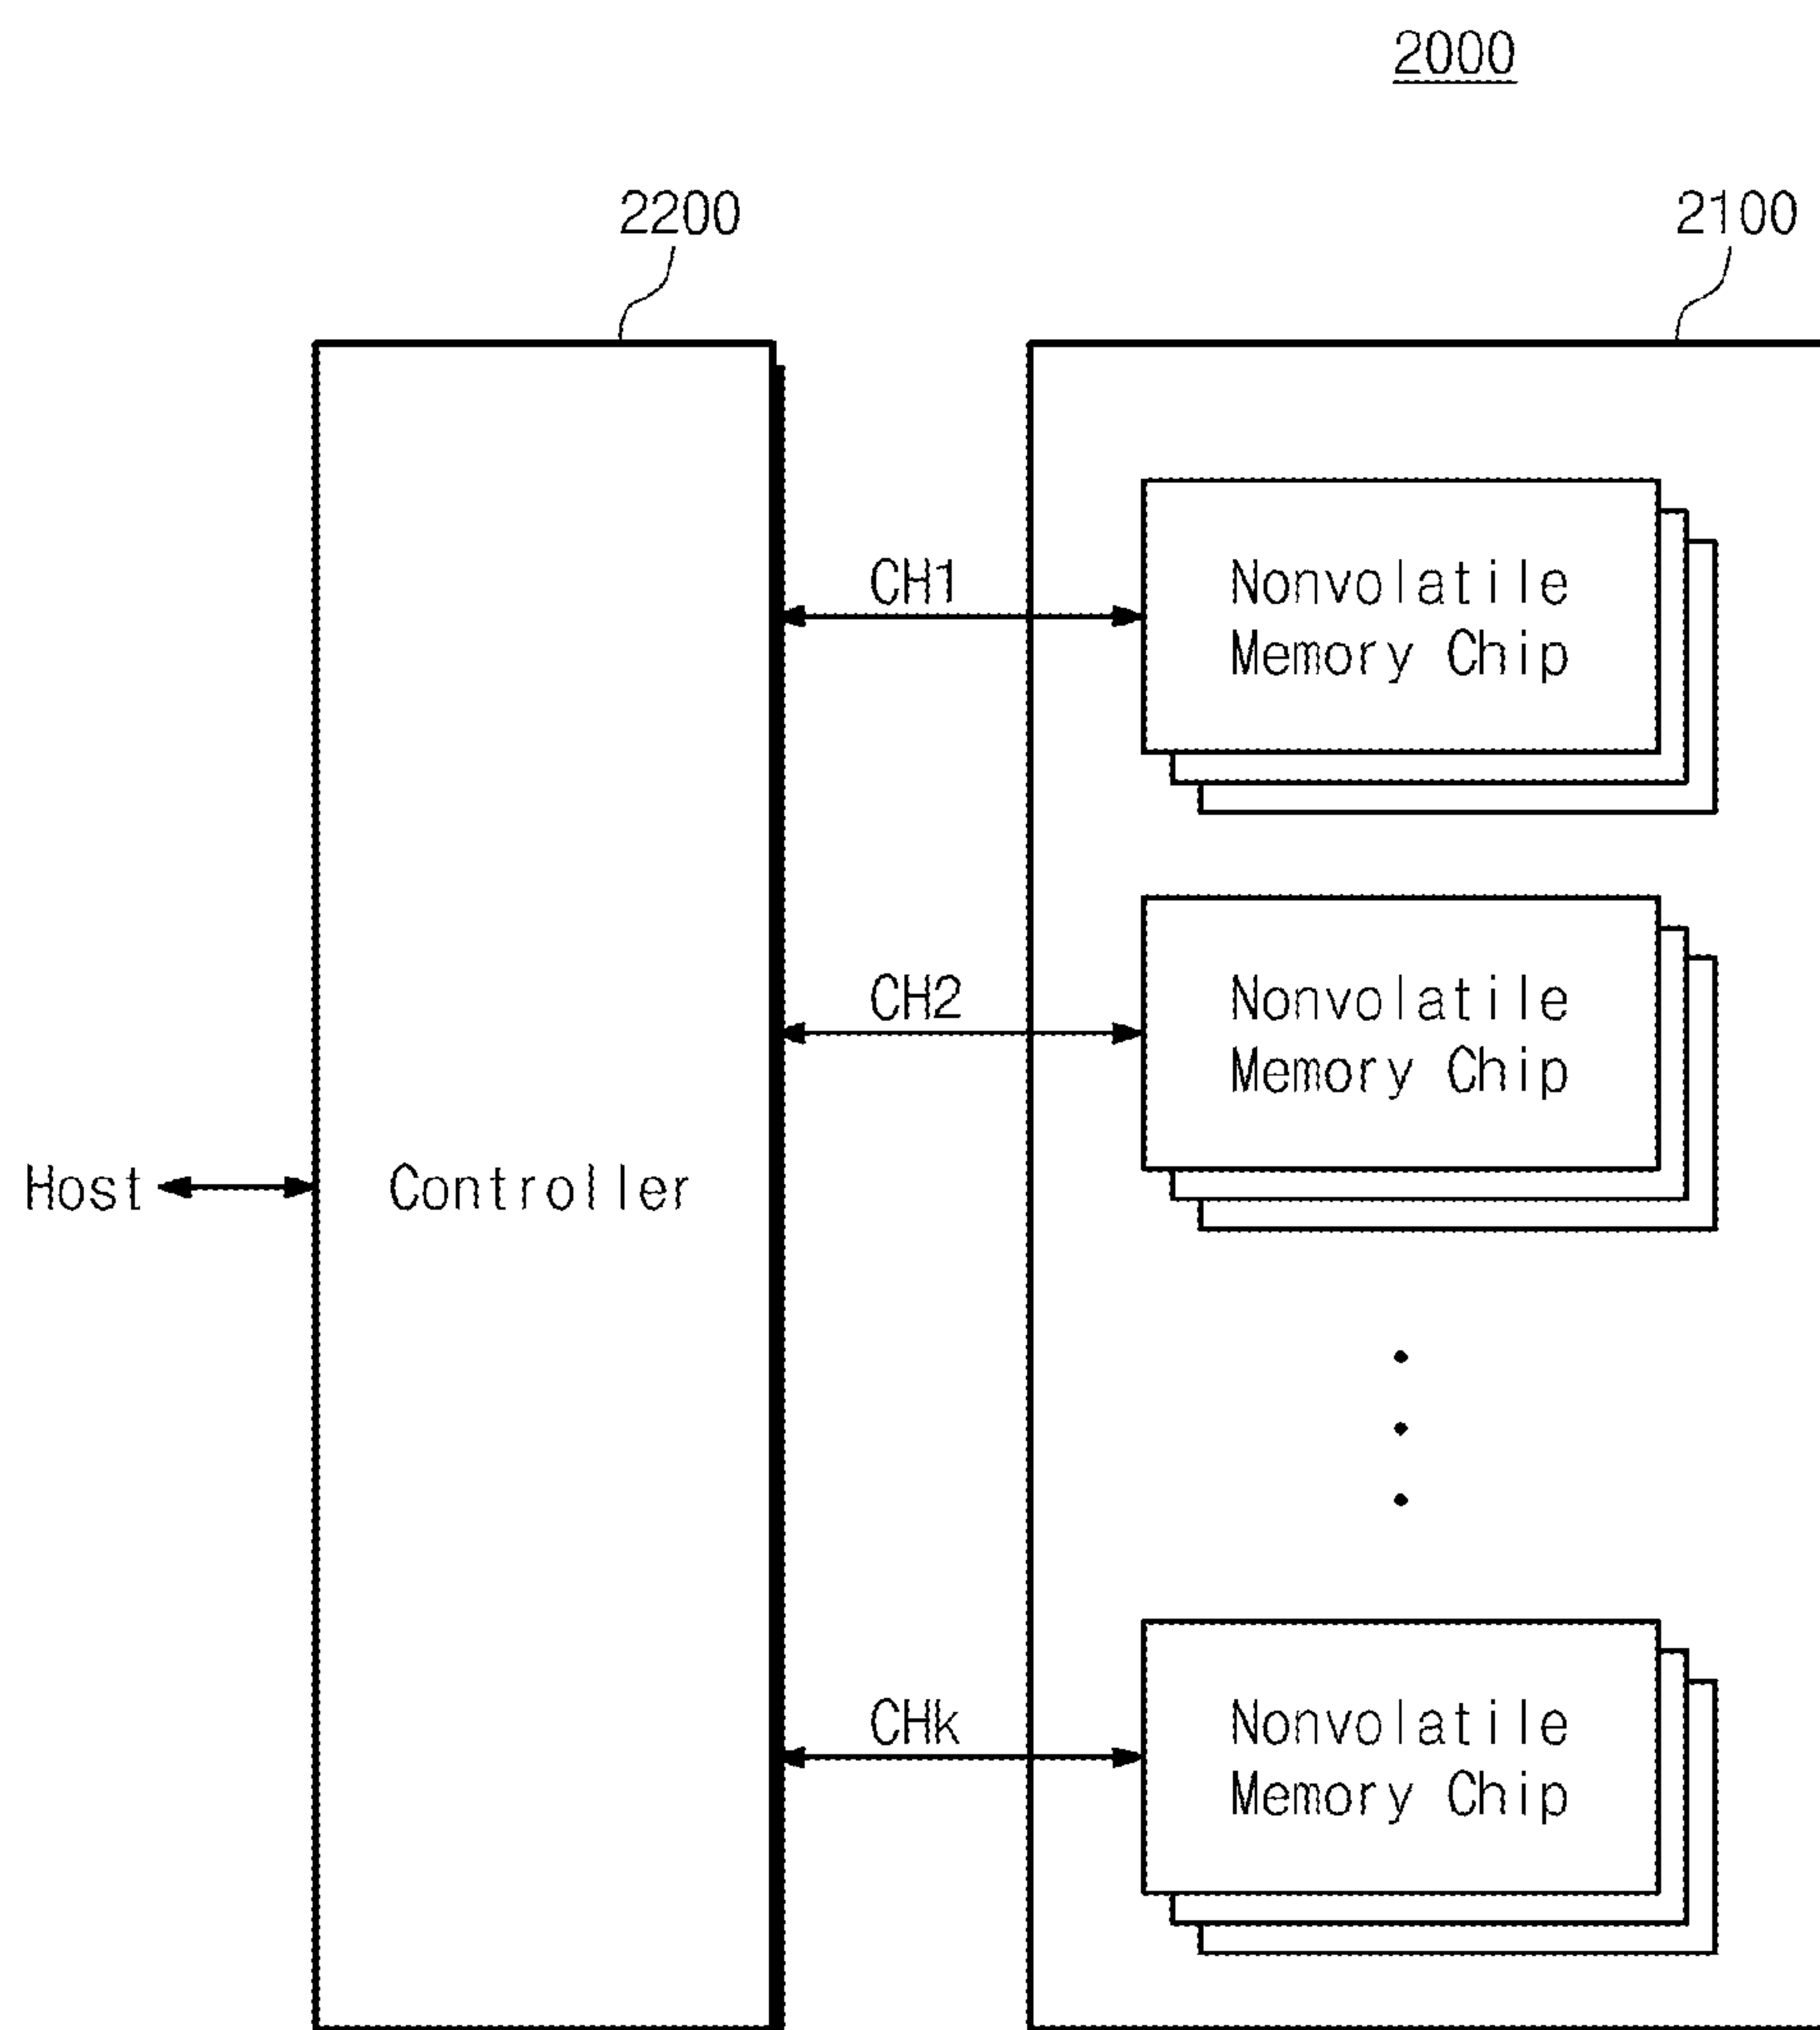 2000
2200
2100
CH1
Nonvolatile
Memory Chip
CH2
Nonvolatile
Memory Chip
Host
Controller
CHk
Nonvolatile
Memory Chip